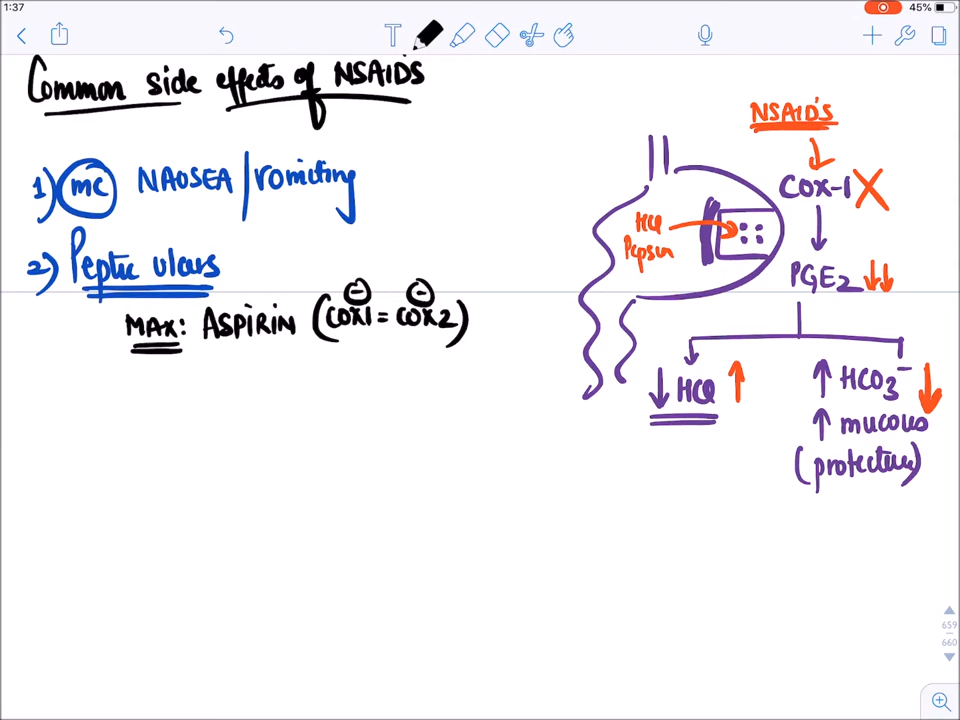 1:37
45%
T
Common side effects of NSAIDS
1) mc NAUSEA/vomiting
2) Peptic ulcers
MAX: ASPIRIN (COX1 = COX2)
- -
NSAID'S
COX-1 X
PGE2 ↓↓
HCl
Pepsin
↓ HCl ↑
↑ HCO3⁻ ↓
↑ mucous
(protective)
659
660